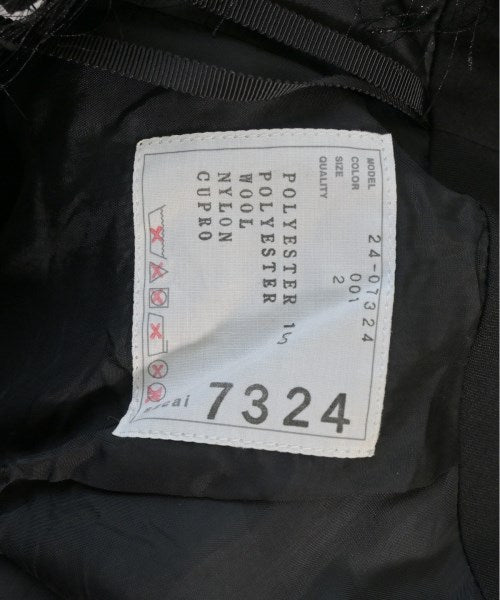 MODEL 24-07324
COLOR 001
SIZE 2
QUALITY
POLYESTER
POLYESTER
WOOL
NYLON
CUPRO
7324